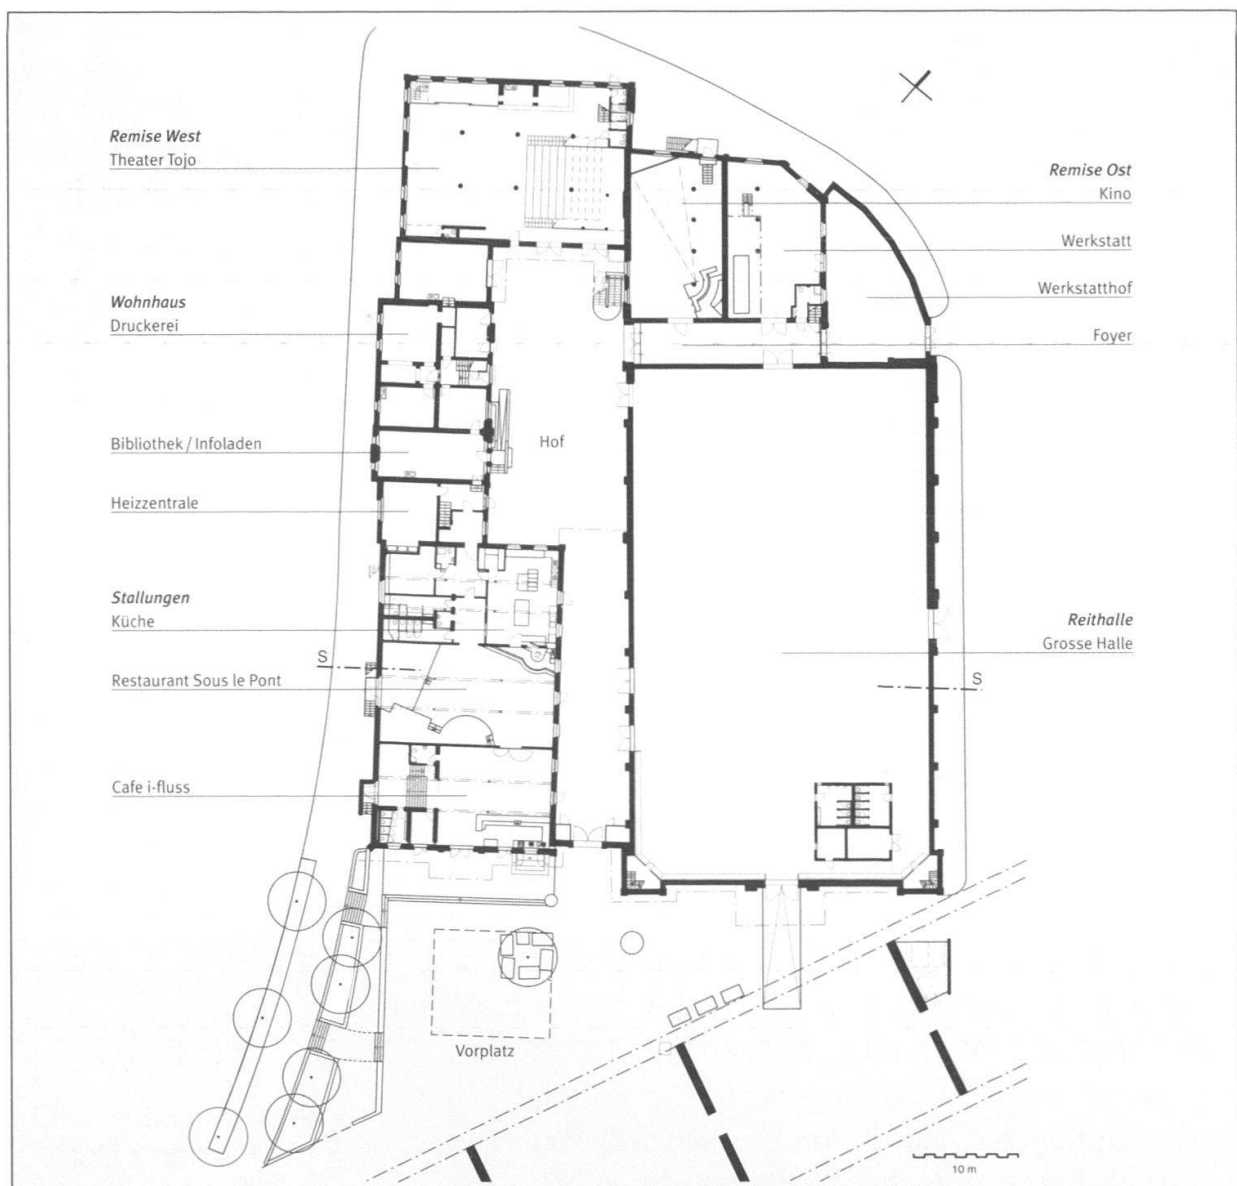 Remise West
Theater Tojo
Wohnhaus
Druckerei
Bibliothek / Infoladen
Heizzentrale
Stallungen
Küche
S
Restaurant Sous le Pont
Cafe i-fluss
Hof
Vorplatz
Remise Ost
Kino
Werkstatt
Werkstatthof
Foyer
Reithalle
Grosse Halle
S
10 m